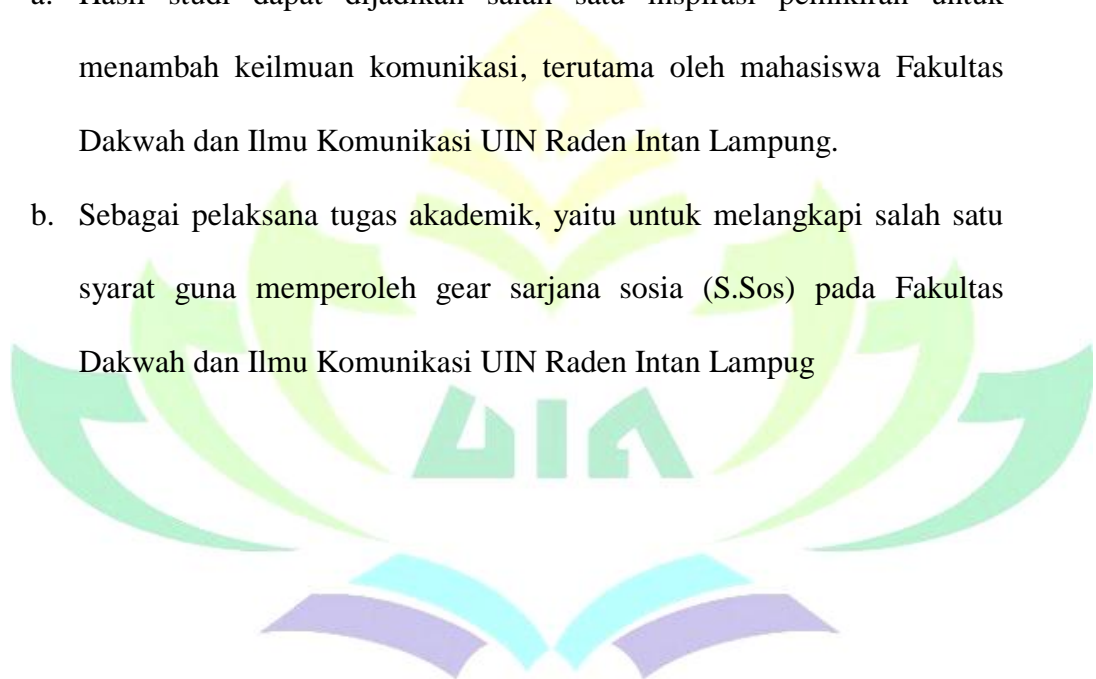 a. Hasil studi dapat dijadikan salah satu inspirasi pemikiran untuk
menambah keilmuan komunikasi, terutama oleh mahasiswa Fakultas
Dakwah dan Ilmu Komunikasi UIN Raden Intan Lampung.
b. Sebagai pelaksana tugas akademik, yaitu untuk melangkapi salah satu
syarat guna memperoleh gear sarjana sosia (S.Sos) pada Fakultas
Dakwah dan Ilmu Komunikasi UIN Raden Intan Lampug
UIN